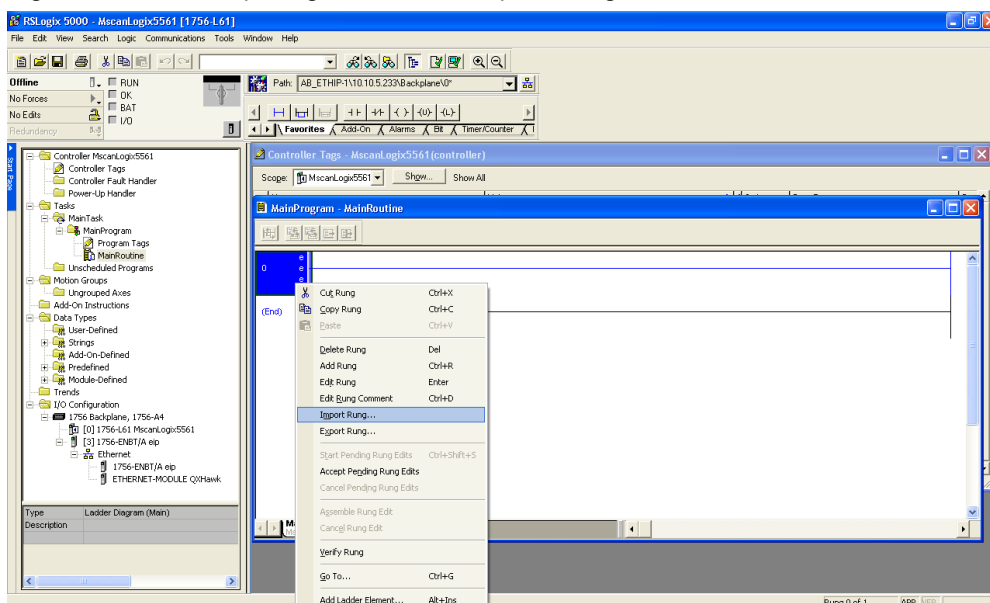 RSLogix 5000 - MscanLogix5561 [1756-L61]
File Edit View Search Logic Communications Tools Window Help
Offline RUN
No Forces OK
No Edits BAT
Redundancy I/O
Path: AB_ETHIP-1\10.10.5.233\Backplane\0*
Favorites Add-On Alarms Bit Timer/Counter
Start Page
Controller MscanLogix5561
Controller Tags
Controller Fault Handler
Power-Up Handler
Tasks
MainTask
MainProgram
Program Tags
MainRoutine
Unscheduled Programs
Motion Groups
Ungrouped Axes
Add-On Instructions
Data Types
User-Defined
Strings
Add-On-Defined
Predefined
Module-Defined
Trends
I/O Configuration
1756 Backplane, 1756-A4
[0] 1756-L61 MscanLogix5561
[3] 1756-ENBT/A eip
Ethernet
1756-ENBT/A eip
ETHERNET-MODULE QXHawk
Type Ladder Diagram (Main)
Description
Controller Tags - MscanLogix5561(controller)
Scope: MscanLogix5561 Show... Show All
MainProgram - MainRoutine
0
e
e
e
(End)
Cut Rung Ctrl+X
Copy Rung Ctrl+C
Paste Ctrl+V
Delete Rung Del
Add Rung Ctrl+R
Edit Rung Enter
Edit Rung Comment Ctrl+D
Import Rung...
Export Rung...
Start Pending Rung Edits Ctrl+Shift+S
Accept Pending Rung Edits
Cancel Pending Rung Edits
Assemble Rung Edit
Cancel Rung Edit
Verify Rung
Go To... Ctrl+G
Add Ladder Element... Alt+Ins
Rung 0 of 1 APP VER